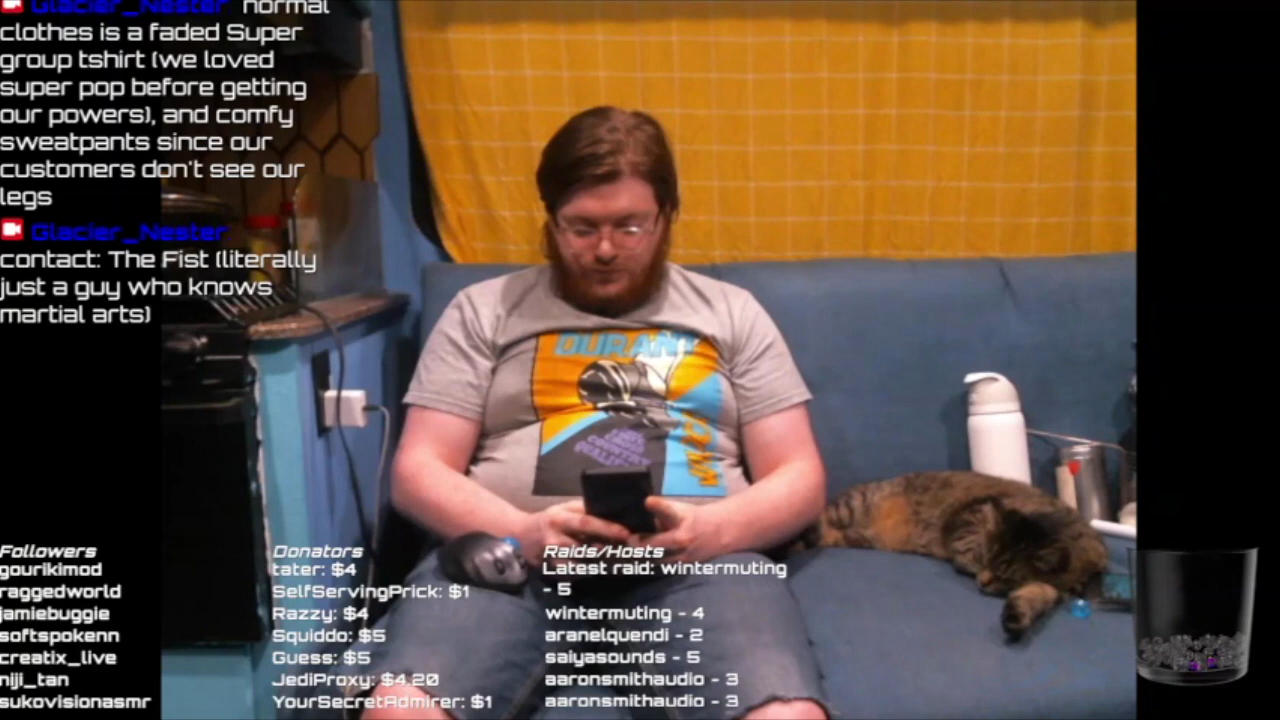 Glacier_Nester normal
clothes is a faded Super
group tshirt (we loved
super pop before getting
our powers), and comfy
sweatpants since our
customers don't see our
legs
Glacier_Nester
contact: The Fist (literally
just a guy who knows
martial arts)
DURANT
Followers
gourikimod
raggedworld
jamiebuggie
softspokenn
creatix_live
niji_tan
sukovisionasmr
Donators
tater: $4
SelfServingPrick: $1
Razzy: $4
Squiddo: $5
Guess: $5
JediProxy: $4.20
YourSecretAdmirer: $1
Raids/Hosts
Latest raid: wintermuting
- 5
wintermuting - 4
aranelquendi - 2
saiyasounds - 5
aaronsmithaudio - 3
aaronsmithaudio - 3